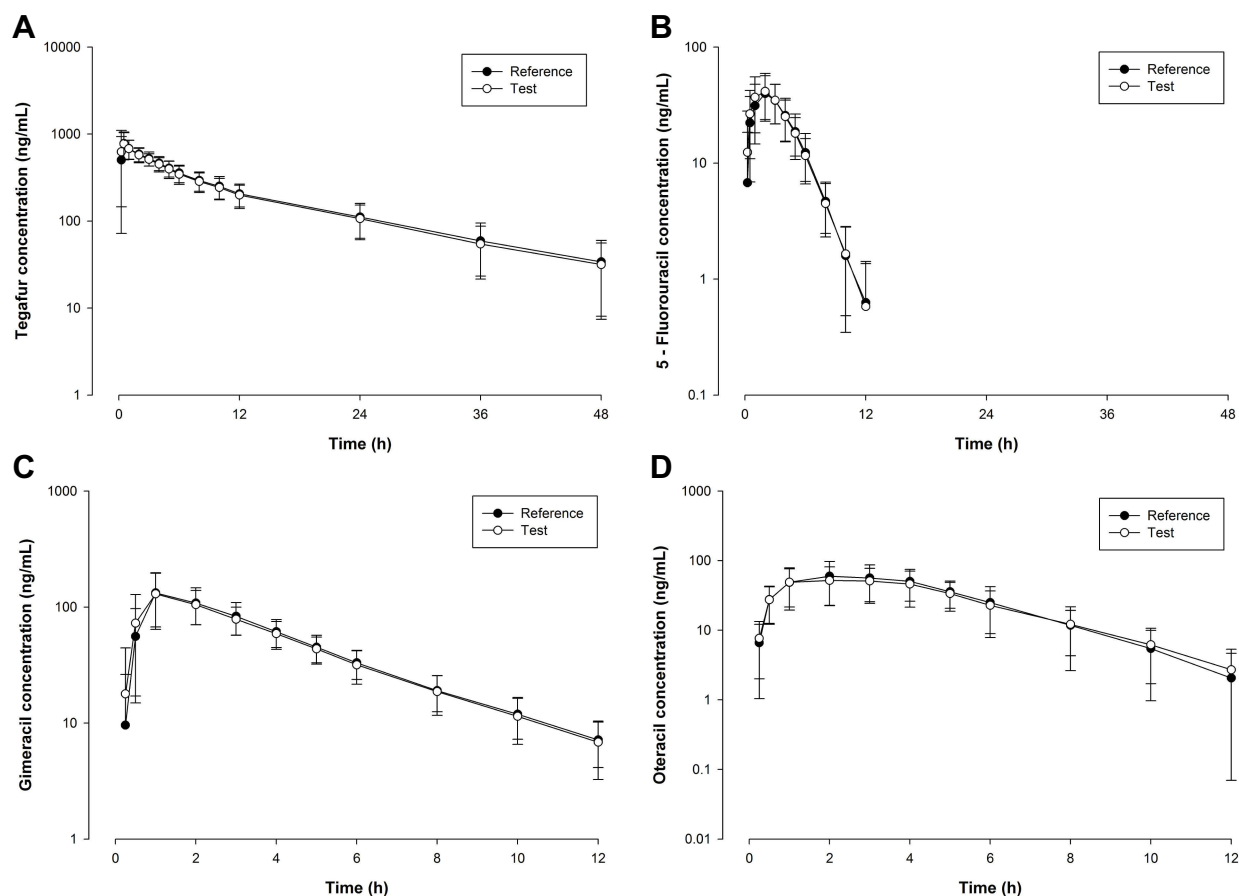 A
Tegafur concentration (ng/mL)
10000
1000
100
10
1
Reference
Test
0 12 24 36 48
Time (h)
B
5 - Fluorouracil concentration (ng/mL)
100
10
1
0.1
Reference
Test
0 12 24 36 48
Time (h)
C
Gimeracil concentration (ng/mL)
1000
100
10
1
Reference
Test
0 2 4 6 8 10 12
Time (h)
D
Oteracil concentration (ng/mL)
1000
100
10
1
0.1
0.01
Reference
Test
0 2 4 6 8 10 12
Time (h)